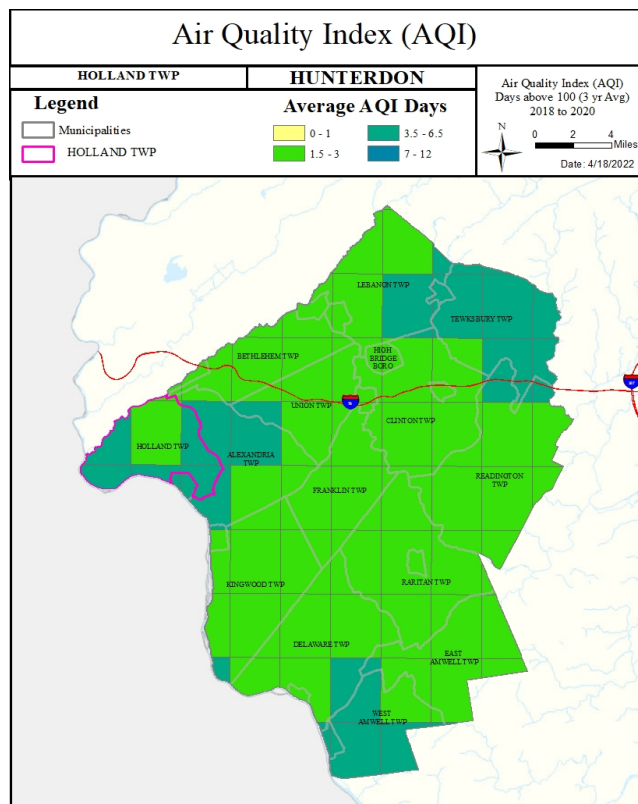 Air Quality Index (AQI)
HOLLAND TWP
HUNTERDON
Legend
Municipalities
HOLLAND TWP
Average AQI Days
0 - 1
1.5 - 3
3.5 - 6.5
7 - 12
Air Quality Index (AQI)
Days above 100 (3 yr Avg)
2018 to 2020
N
0 2 4
Miles
Date: 4/18/2022
LEBANON TWP
TEWKSBURY TWP
BETHLEHEM TWP
HIGH
BRIDGE
BORO
UNION TWP
CLINTON TWP
HOLLAND TWP
ALEXANDRIA
TWP
READINGTON
TWP
FRANKLIN TWP
KINGWOOD TWP
RARITAN TWP
DELAWARE TWP
EAST
AMWELL TWP
WEST
AMWELL TWP